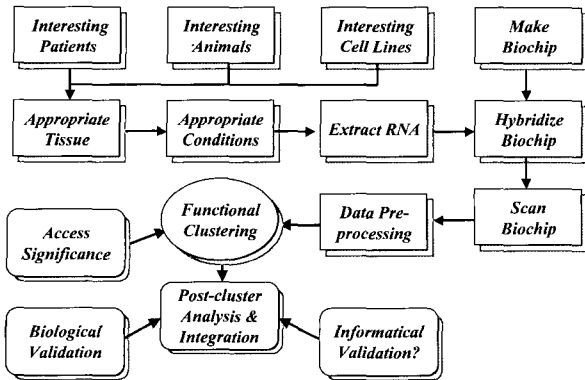 Interesting
Patients
Interesting
Animals
Interesting
Cell Lines
Make
Biochip
Appropriate
Tissue
Appropriate
Conditions
Extract RNA
Hybridize
Biochip
Access
Significance
Functional
Clustering
Data Pre-
processing
Scan
Biochip
Biological
Validation
Post-cluster
Analysis &
Integration
Informatical
Validation?